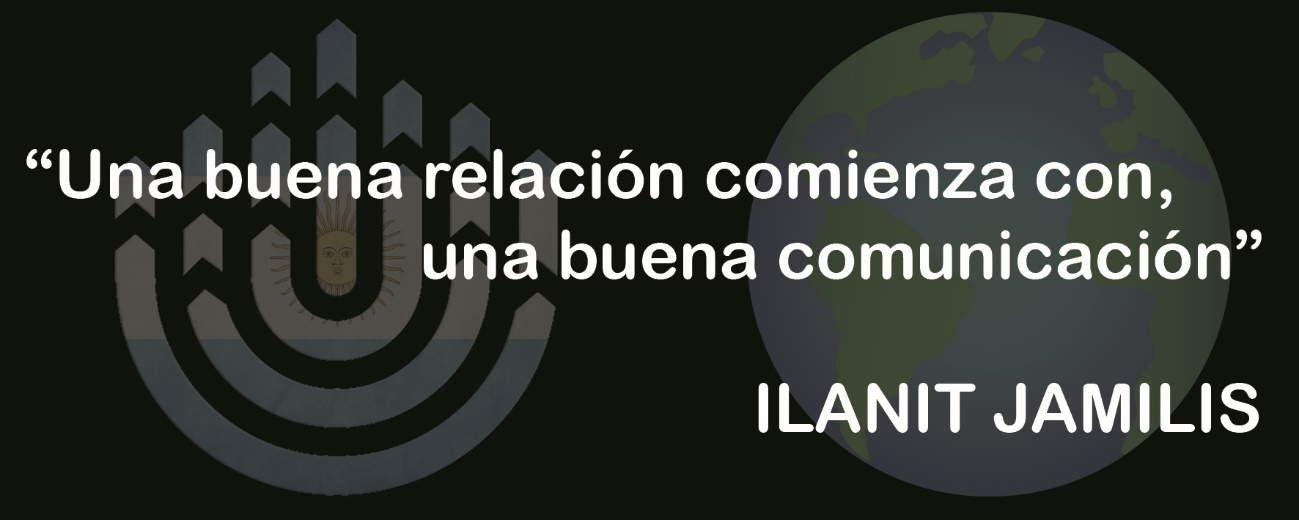 “Una buena relación comienza con,
una buena comunicación”
ILANIT JAMILIS